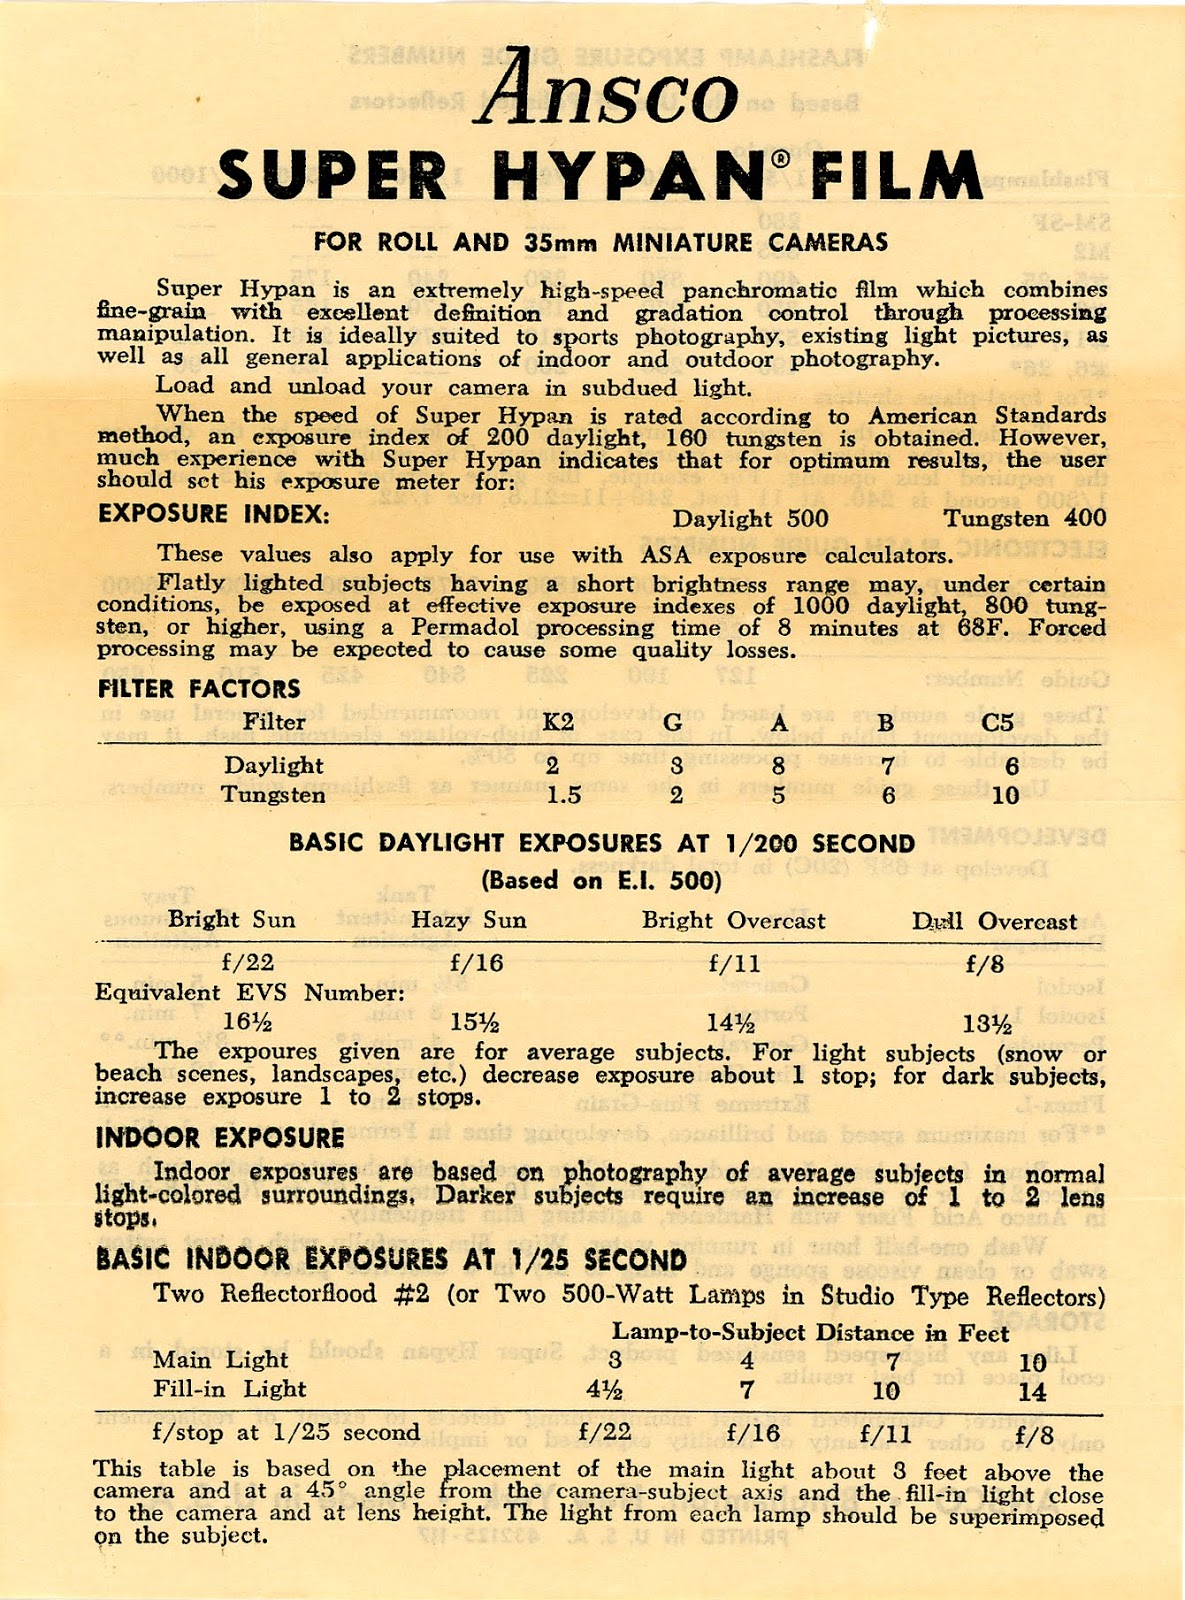 Ansco
SUPER HYPAN® FILM
FOR ROLL AND 35mm MINIATURE CAMERAS
Super Hypan is an extremely high-speed panchromatic film which combines
fine-grain with excellent definition and gradation control through processing
manipulation. It is ideally suited to sports photography, existing light pictures, as
well as all general applications of indoor and outdoor photography.
Load and unload your camera in subdued light.
When the speed of Super Hypan is rated according to American Standards
method, an exposure index of 200 daylight, 160 tungsten is obtained. However,
much experience with Super Hypan indicates that for optimum results, the user
should set his exposure meter for:
EXPOSURE INDEX: Daylight 500 Tungsten 400
These values also apply for use with ASA exposure calculators.
Flatly lighted subjects having a short brightness range may, under certain
conditions, be exposed at effective exposure indexes of 1000 daylight, 800 tung-
sten, or higher, using a Permadol processing time of 8 minutes at 68F. Forced
processing may be expected to cause some quality losses.
FILTER FACTORS
Filter K2 G A B C5
Daylight 2 3 8 7 6
Tungsten 1.5 2 5 6 10
BASIC DAYLIGHT EXPOSURES AT 1/200 SECOND
(Based on E.I. 500)
Bright Sun Hazy Sun Bright Overcast Dull Overcast
f/22 f/16 f/11 f/8
Equivalent EVS Number:
16½ 15½ 14½ 13½
The expoures given are for average subjects. For light subjects (snow or
beach scenes, landscapes, etc.) decrease exposure about 1 stop; for dark subjects,
increase exposure 1 to 2 stops.
INDOOR EXPOSURE
Indoor exposures are based on photography of average subjects in normal
light-colored surroundings. Darker subjects require an increase of 1 to 2 lens
stops.
BASIC INDOOR EXPOSURES AT 1/25 SECOND
Two Reflectorflood #2 (or Two 500-Watt Lamps in Studio Type Reflectors)
Lamp-to-Subject Distance in Feet
Main Light 3 4 7 10
Fill-in Light 4½ 7 10 14
f/stop at 1/25 second f/22 f/16 f/11 f/8
This table is based on the placement of the main light about 3 feet above the
camera and at a 45° angle from the camera-subject axis and the fill-in light close
to the camera and at lens height. The light from each lamp should be superimposed
on the subject.